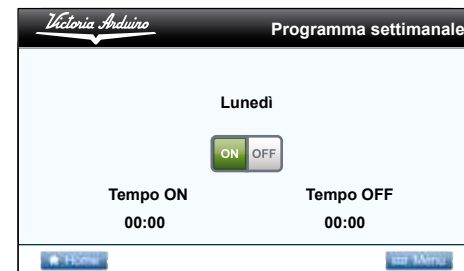 Victoria Arduino
Programma settimanale
Lunedì
ON OFF
Tempo ON Tempo OFF
00:00 00:00
Home Menu